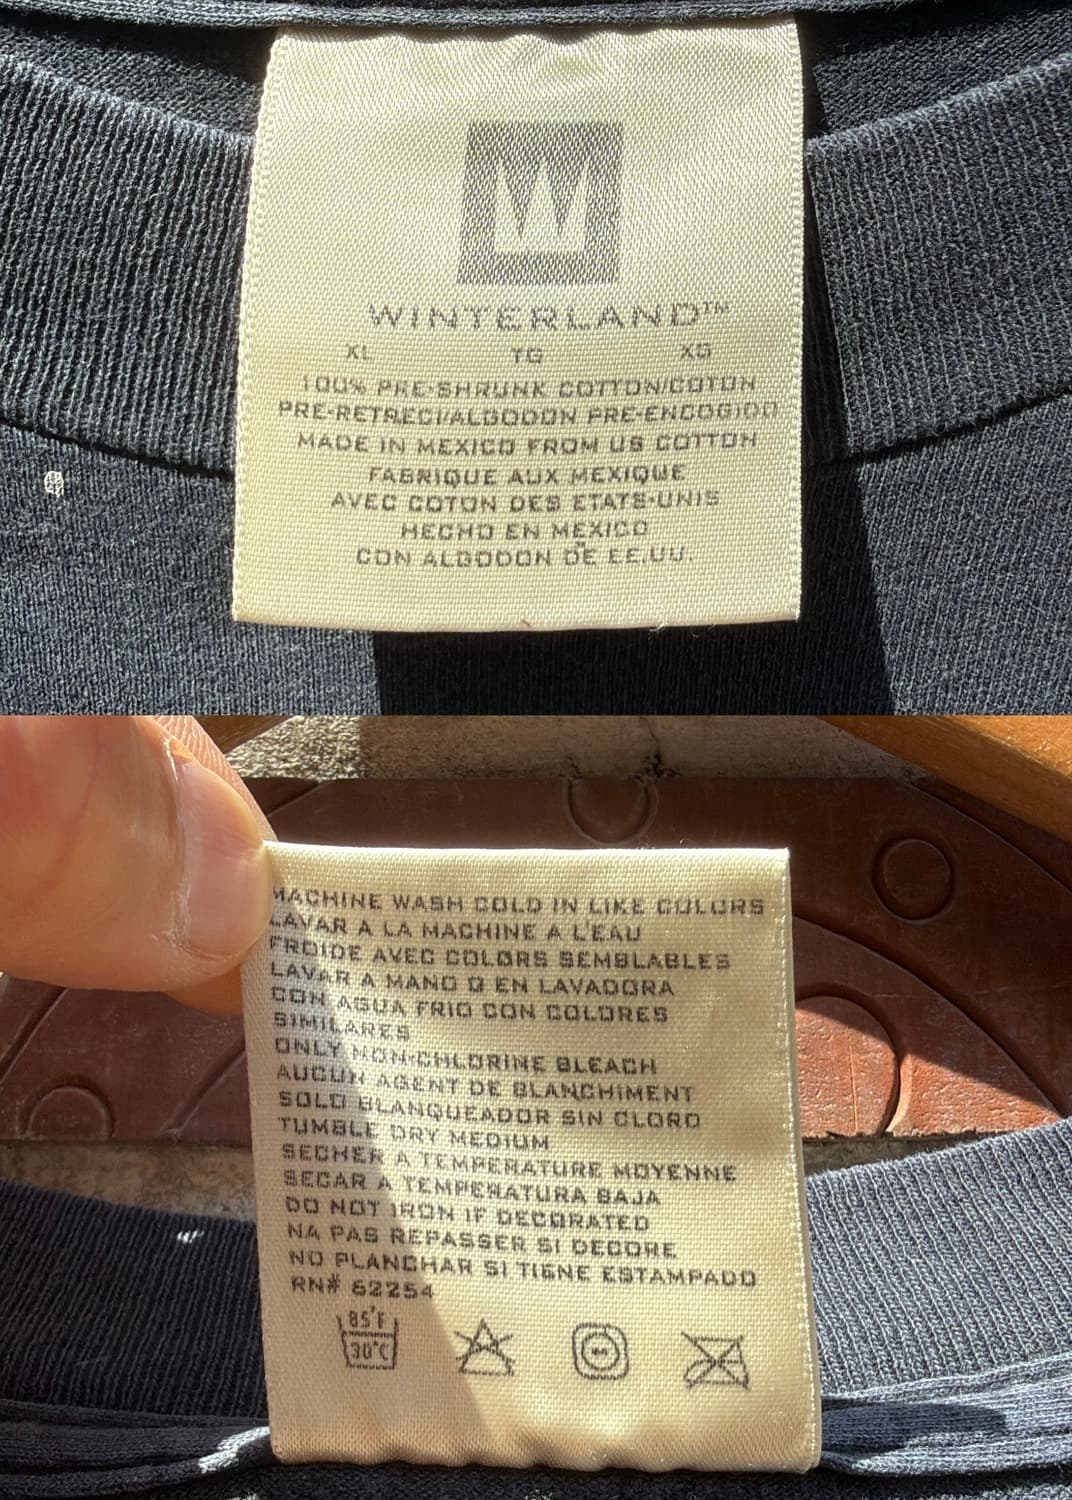 W
WINTERLAND™
XL TG XG
100% PRE-SHRUNK COTTON/COTON
PRE-RETRECI/ALGODON PRE-ENCOGIDO
MADE IN MEXICO FROM US COTTON
FABRIQUE AUX MEXIQUE
AVEC COTON DES ETATS-UNIS
HECHO EN MEXICO
CON ALGODON DE EE.UU.
MACHINE WASH COLD IN LIKE COLORS
LAVAR A LA MACHINE A L'EAU
FROIDE AVEC COLORS SEMBLABLES
LAVAR A MANO O EN LAVADORA
CON AGUA FRIO CON COLORES
SIMILARES
ONLY NON-CHLORINE BLEACH
AUCUN AGENT DE BLANCHIMENT
SOLO BLANQUEADOR SIN CLORO
TUMBLE DRY MEDIUM
SECHER A TEMPERATURE MOYENNE
SECAR A TEMPERATURA BAJA
DO NOT IRON IF DECORATED
NA PAS REPASSER SI DECORE
NO PLANCHAR SI TIENE ESTAMPADO
RN# 62254
85°F
30°C